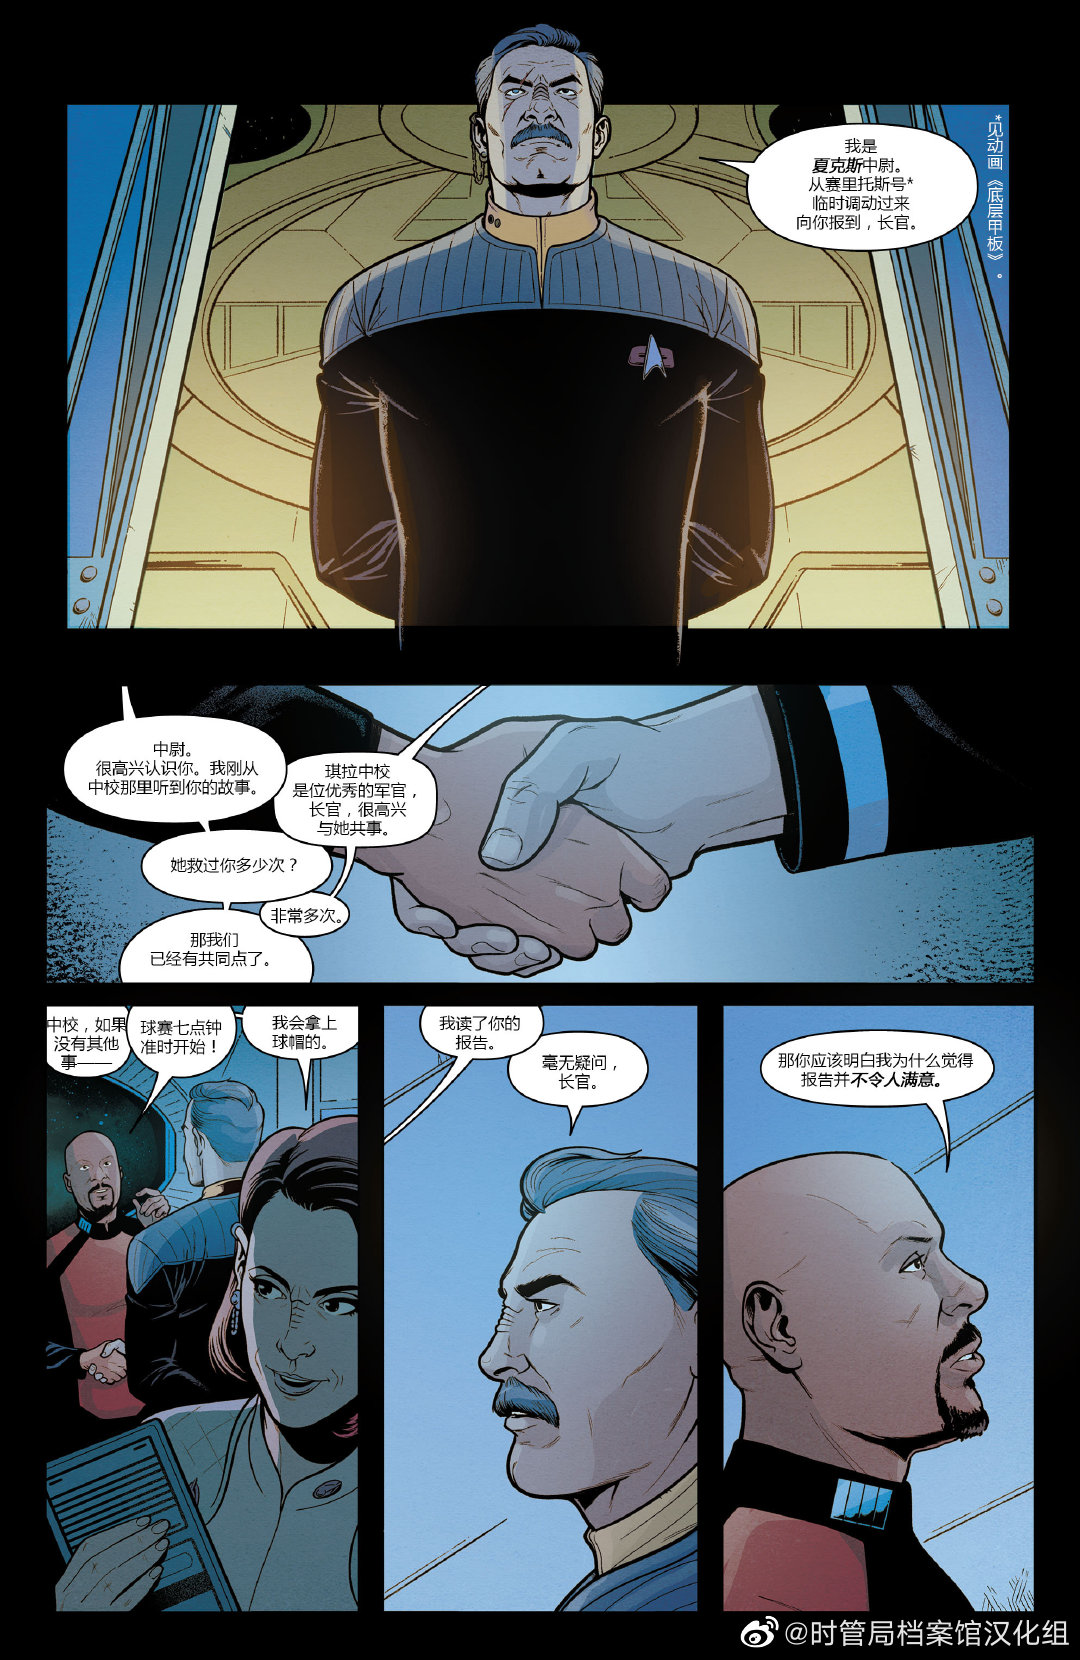 我是
夏克斯中尉。
从赛里托斯号*
临时调动过来
向你报到，长官。
*见动画《底层甲板》。
中尉。
很高兴认识你。我刚从
中校那里听到你的故事。
琪拉中校
是位优秀的军官，
长官，很高兴
与她共事。
她救过你多少次？
非常多次。
那我们
已经有共同点了。
中校，如果
没有其他
事——
球赛七点钟
准时开始！
我会拿上
球帽的。
我读了你的
报告。
毫无疑问，
长官。
那你应该明白我为什么觉得
报告并不令人满意。
@时管局档案馆汉化组